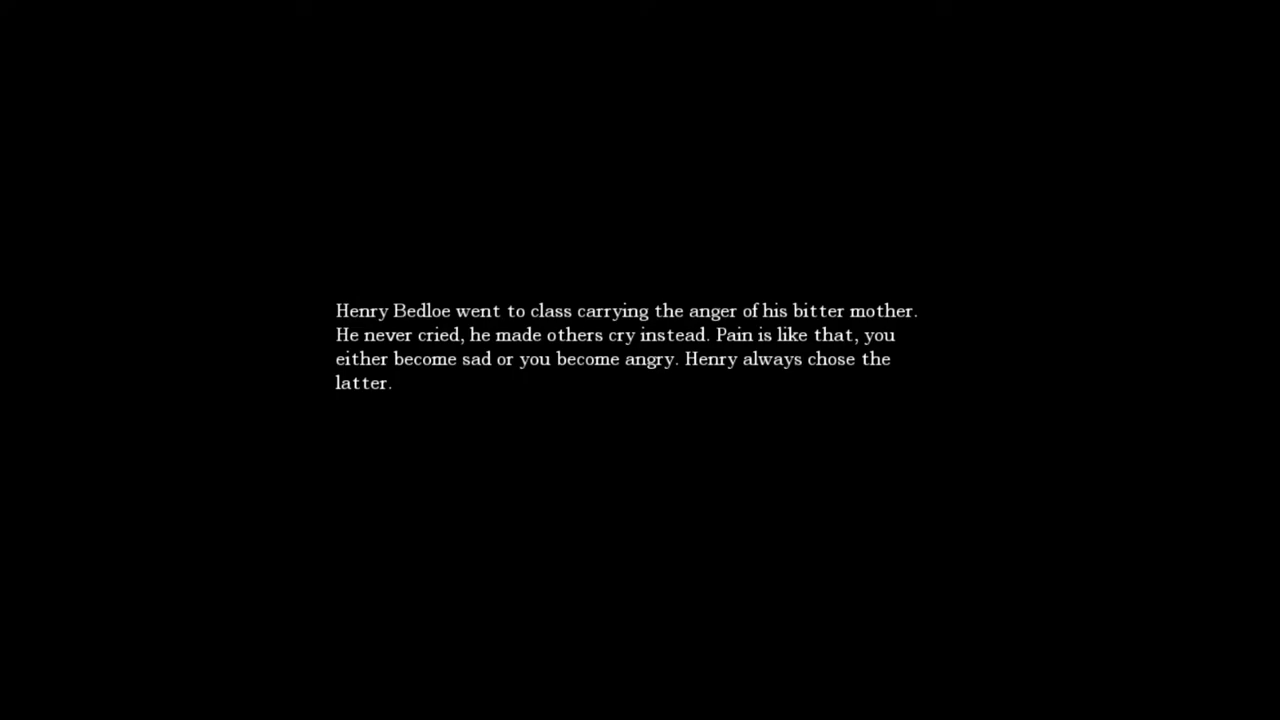 Henry Bedloe went to class carrying the anger of his bitter mother.
He never cried, he made others cry instead. Pain is like that, you
either become sad or you become angry. Henry always chose the
latter.